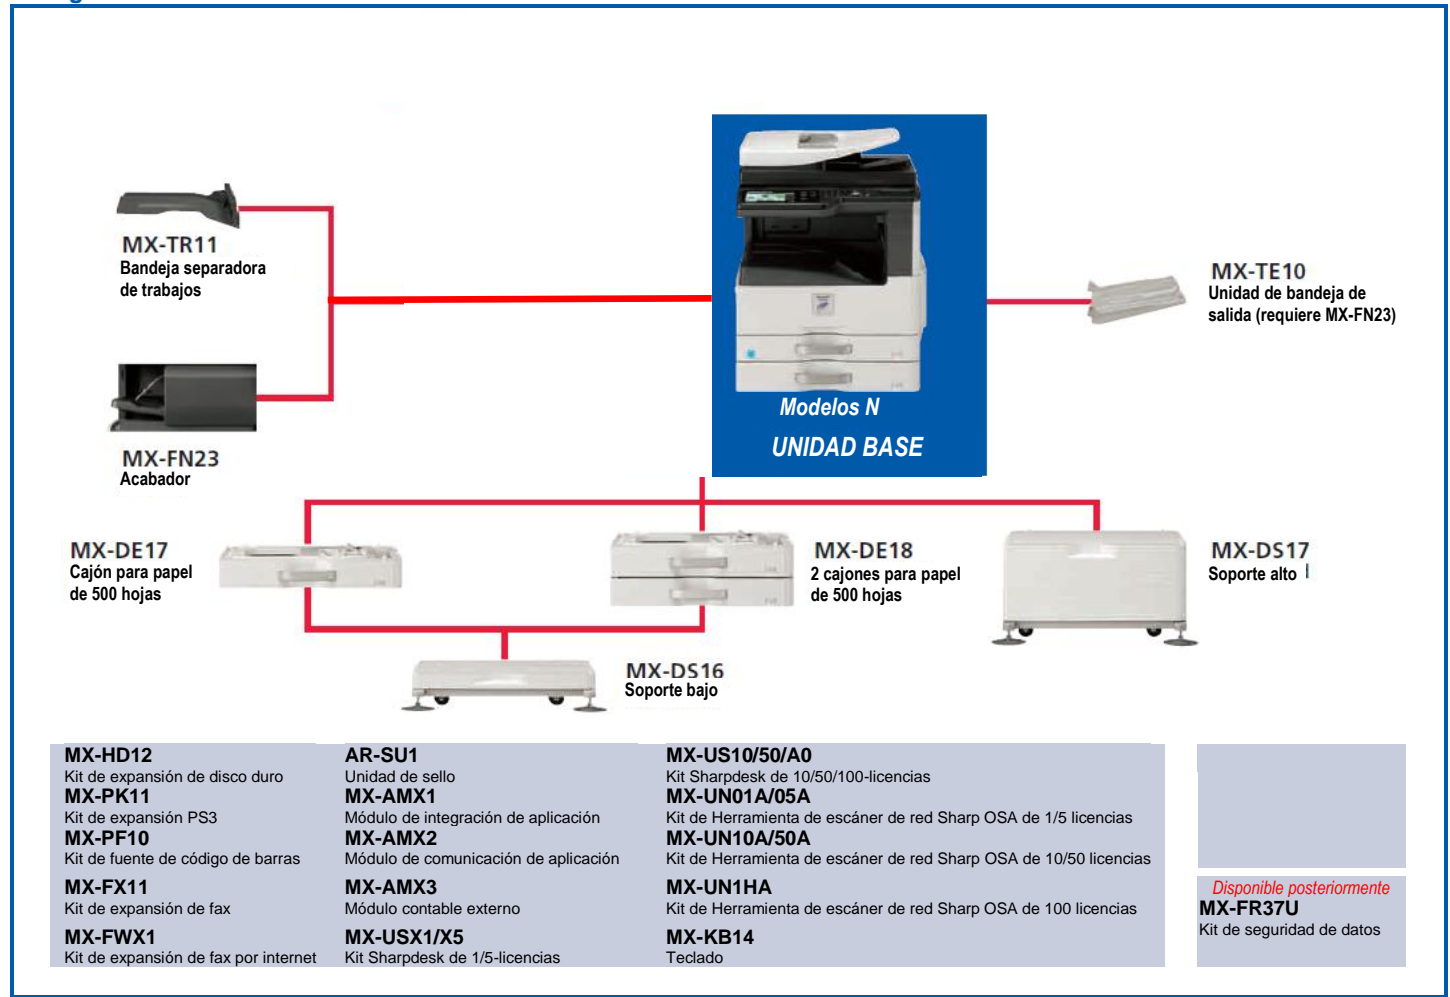 MX-TR11
Bandeja separadora
de trabajos
MX-FN23
Acabador
Modelos N
UNIDAD BASE
MX-TE10
Unidad de bandeja de
salida (requiere MX-FN23)
MX-DE17
Cajón para papel
de 500 hojas
MX-DE18
2 cajones para papel
de 500 hojas
MX-DS17
Soporte alto
MX-DS16
Soporte bajo
MX-HD12
Kit de expansión de disco duro
MX-PK11
Kit de expansión PS3
MX-PF10
Kit de fuente de código de barras
MX-FX11
Kit de expansión de fax
MX-FWX1
Kit de expansión de fax por internet
AR-SU1
Unidad de sello
MX-AMX1
Módulo de integración de aplicación
MX-AMX2
Módulo de comunicación de aplicación
MX-AMX3
Módulo contable externo
MX-USX1/X5
Kit Sharpdesk de 1/5-licencias
MX-US10/50/A0
Kit Sharpdesk de 10/50/100-licencias
MX-UN01A/05A
Kit de Herramienta de escáner de red Sharp OSA de 1/5 licencias
MX-UN10A/50A
Kit de Herramienta de escáner de red Sharp OSA de 10/50 licencias
MX-UN1HA
Kit de Herramienta de escáner de red Sharp OSA de 100 licencias
MX-KB14
Teclado
Disponible posteriormente
MX-FR37U
Kit de seguridad de datos